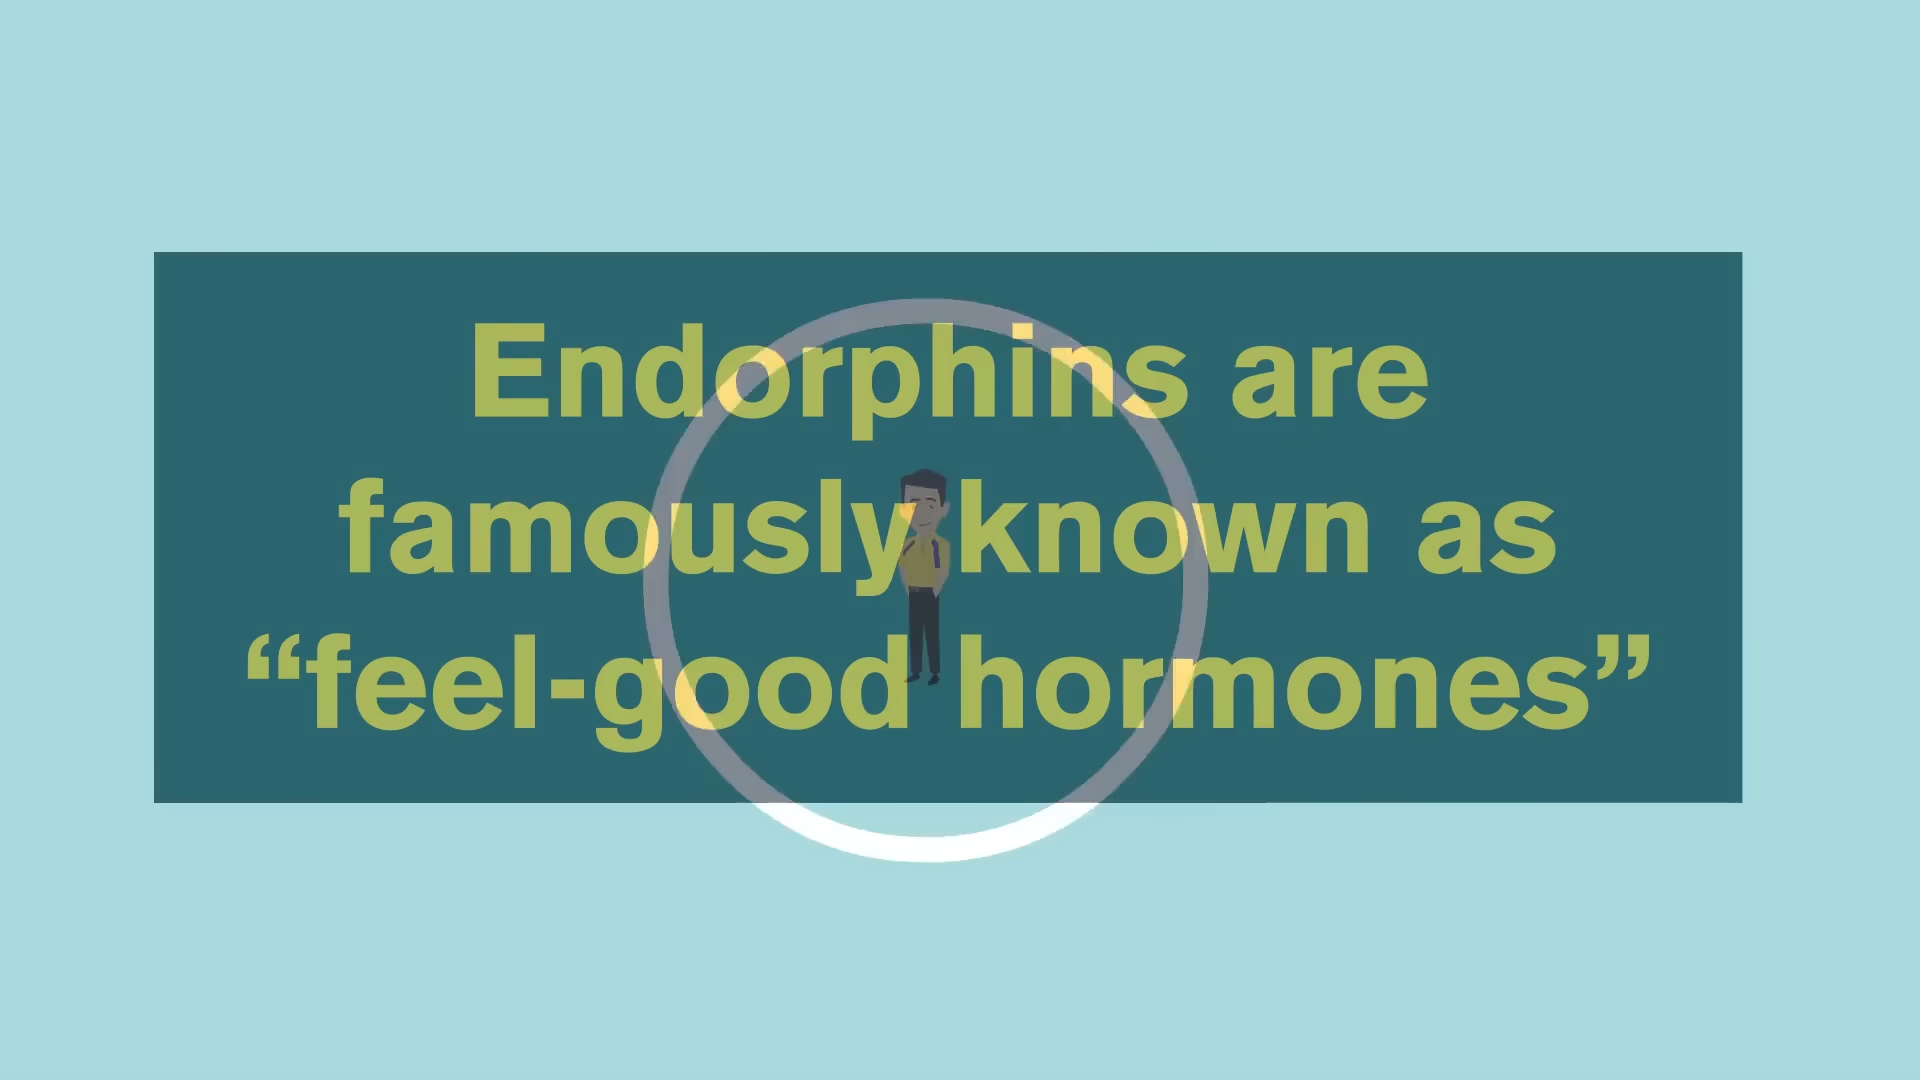 Endorphins are
famously known as
“feel-good hormones”